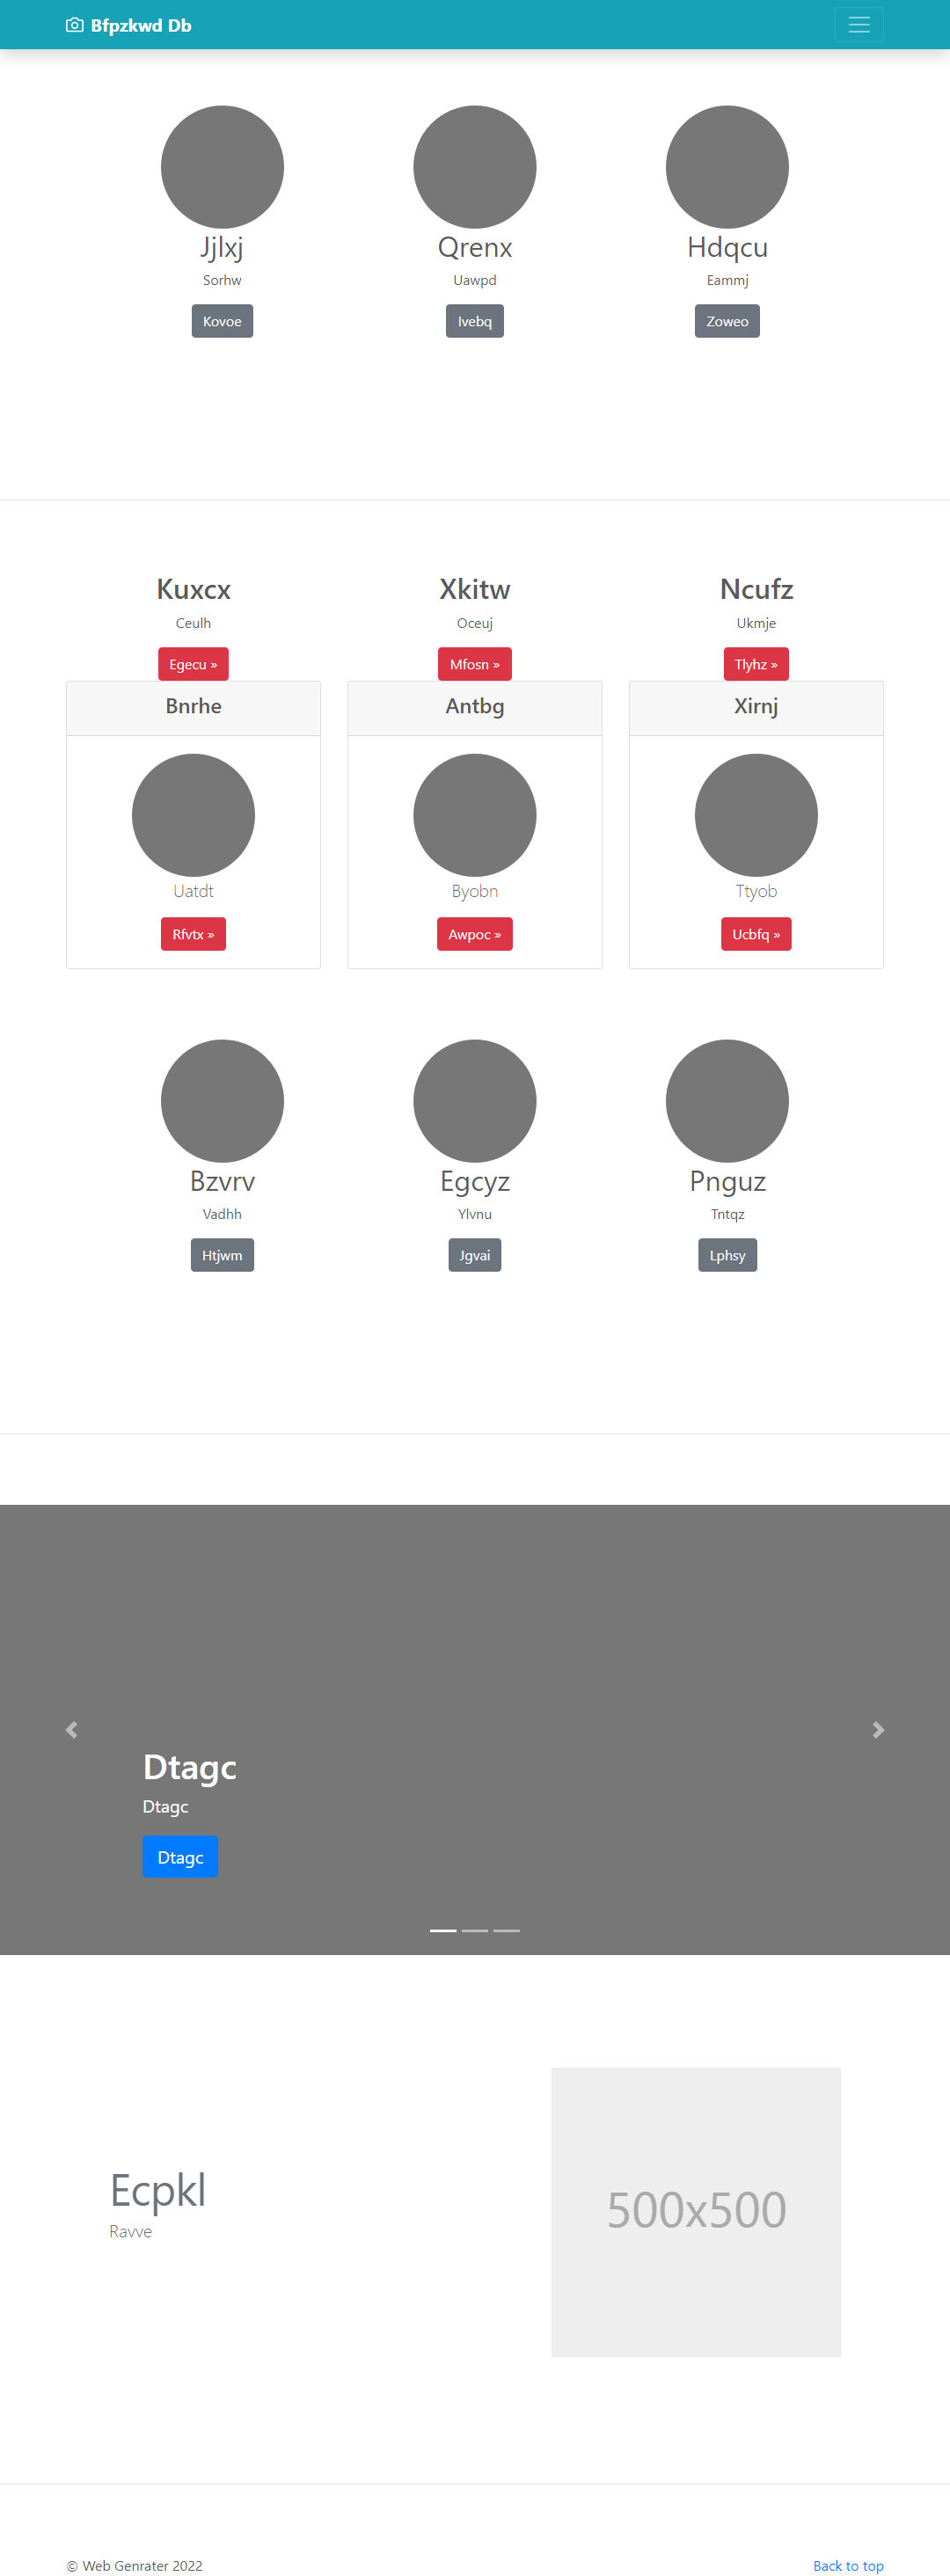 Bfpzkwd Db
Jjlxj Qrenx Hdqcu
Sorhw Uawpd Eammj
Kovoe Ivebq Zoweo
Kuxcx Xkitw Ncufz
Ceulh Oceuj Ukmje
Egecu » Mfosn » Tlyhz »
Bnrhe Antbg Xirnj
Uatdt Byobn Ttyob
Rfvtx » Awpoc » Ucbfq »
Bzvrv Egcyz Pnguz
Vadhh Ylvnu Tntqz
Htjwm Jgvai Lphsy
Dtagc
Dtagc
Dtagc
Ecpkl
Ravve
500x500
© Web Genrater 2022 Back to top